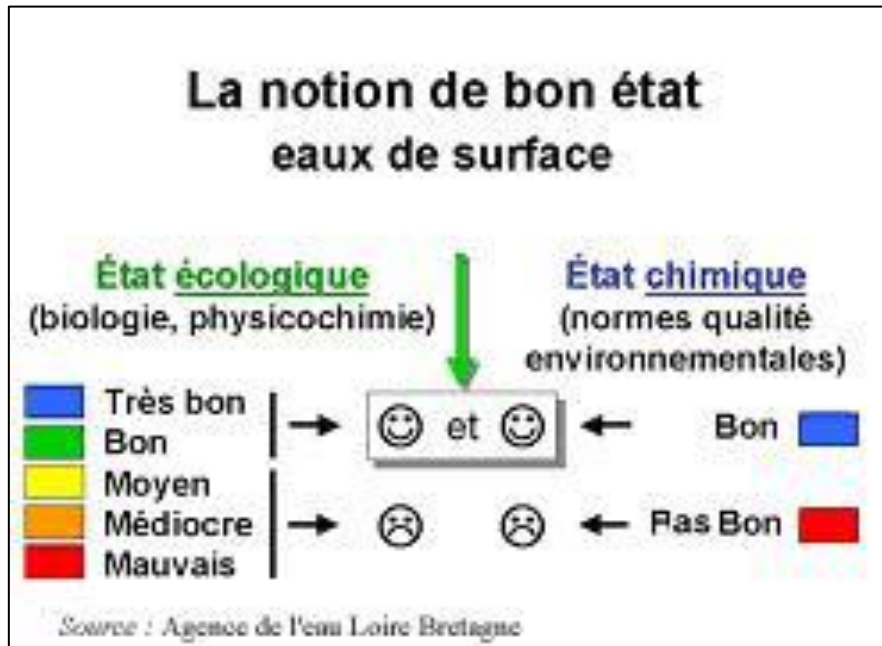 La notion de bon état
eaux de surface
État écologique
(biologie, physicochimie)
État chimique
(normes qualité
environnementales)
Très bon
Bon
Moyen
Médiocre
Mauvais
et
Bon
Pas Bon
Source : Agence de l'eau Loire Bretagne